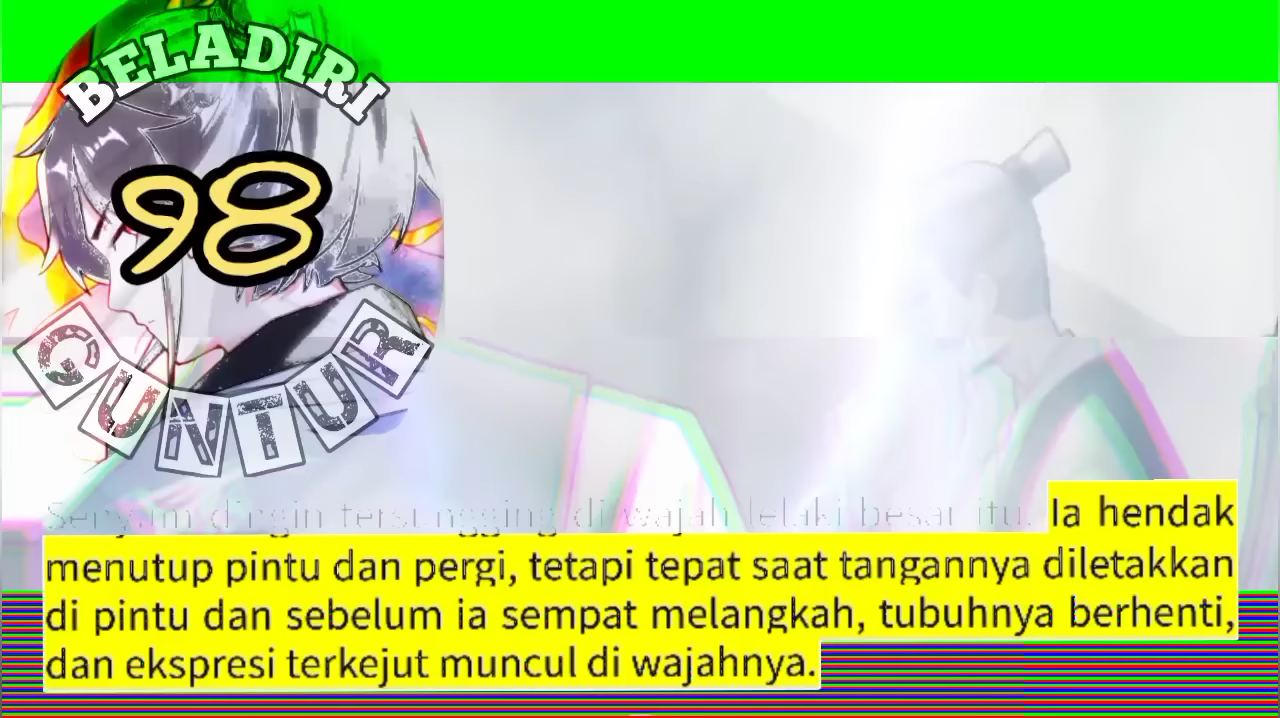 BELADIRI
98
GUNTUR
Senyum dingin tersungging di wajah lelaki besar itu. Ia hendak
menutup pintu dan pergi, tetapi tepat saat tangannya diletakkan
di pintu dan sebelum ia sempat melangkah, tubuhnya berhenti,
dan ekspresi terkejut muncul di wajahnya.